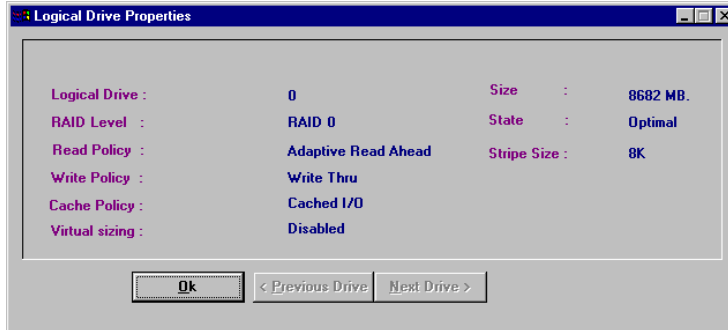 Logical Drive Properties
Logical Drive : 0 Size : 8682 MB.
RAID Level : RAID 0 State : Optimal
Read Policy : Adaptive Read Ahead Stripe Size : 8K
Write Policy : Write Thru
Cache Policy : Cached I/O
Virtual sizing : Disabled
Ok < Previous Drive Next Drive >